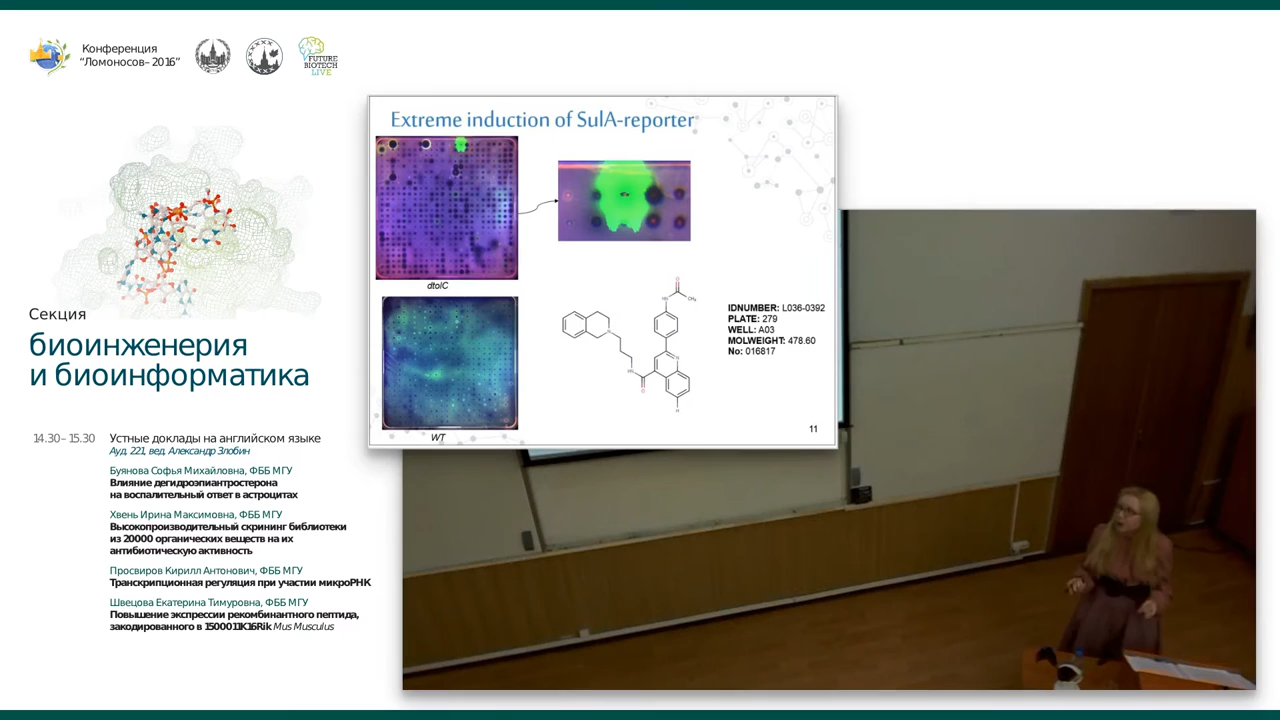 Конференция
“Ломоносов– 2016”
FUTURE
BIOTECH
LIVE
Секция
биоинженерия
и биоинформатика
14.30– 15.30 Устные доклады на английском языке
Ауд. 221, вед. Александр Злобин
Буянова Софья Михайловна, ФББ МГУ
Влияние дегидроэпиантростерона
на воспалительный ответ в астроцитах
Хвень Ирина Максимовна, ФББ МГУ
Высокопроизводительный скрининг библиотеки
из 20000 органических веществ на их
антибиотическую активность
Просвиров Кирилл Антонович, ФББ МГУ
Транскрипционная регуляция при участии микроРНК
Швецова Екатерина Тимуровна, ФББ МГУ
Повышение экспрессии рекомбинантного пептида,
закодированного в 1500011K16Rik Mus Musculus
Extreme induction of SulA-reporter
dtolC
WT
IDNUMBER: L036-0392
PLATE: 279
WELL: A03
MOLWEIGHT: 478.60
No: 016817
11